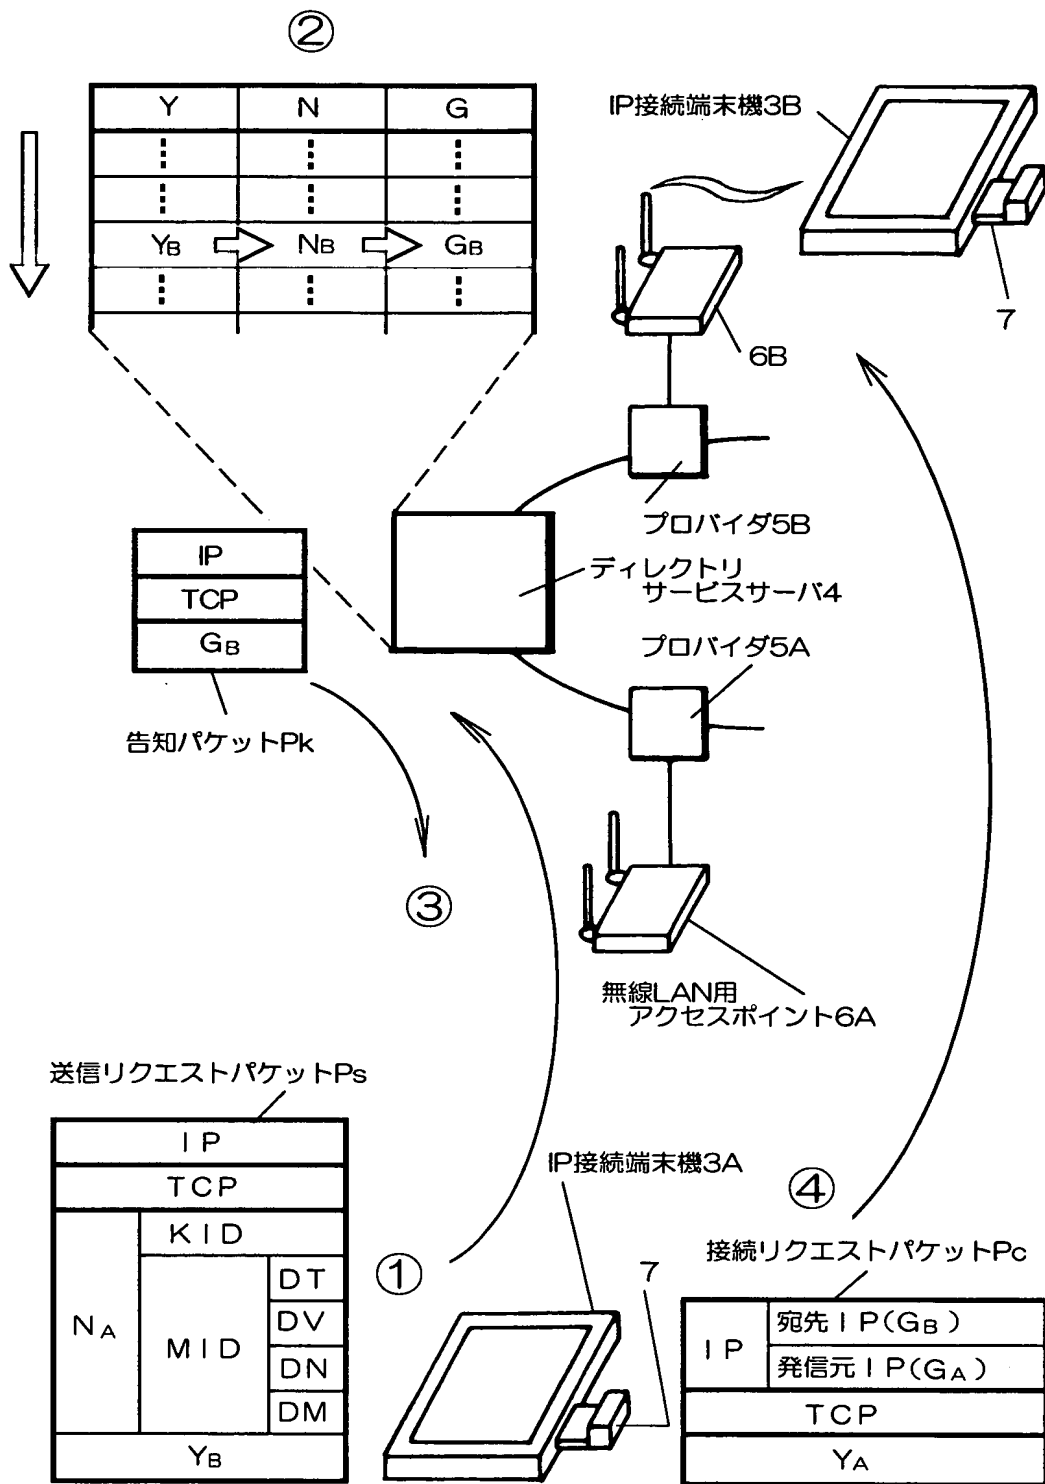 ②
Y N G
YB NB GB
IP接続端末機3B
7
6B
プロバイダ5B
ディレクトリ
サービスサーバ4
プロバイダ5A
IP
TCP
GB
告知パケットPk
③
無線LAN用
アクセスポイント6A
送信リクエストパケットPs
IP
TCP
NA
KID
MID
DT
DV
DN
DM
YB
①
IP接続端末機3A
7
④
接続リクエストパケットPc
IP
宛先IP(GB)
発信元IP(GA)
TCP
YA